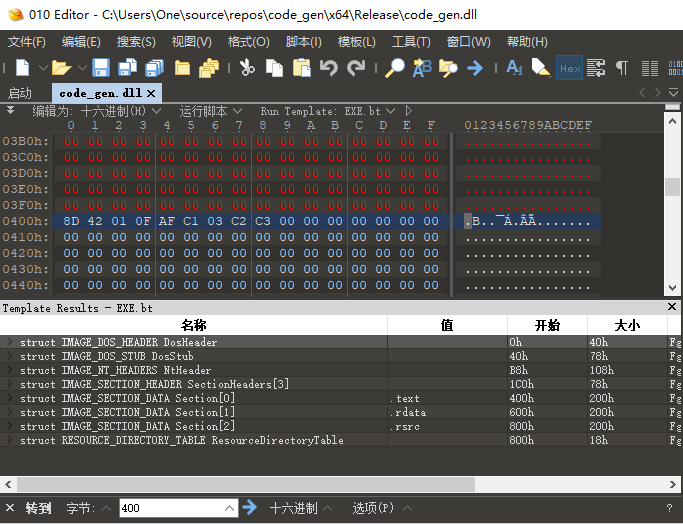 010 Editor - C:\Users\One\source\repos\code_gen\x64\Release\code_gen.dll
文件(F) 编辑(E) 搜索(S) 视图(V) 格式(O) 脚本(I) 模板(L) 工具(T) 窗口(W) 帮助(H)
Hex
启动 code_gen.dll
编辑为: 十六进制(H) 运行脚本 Run Template: EXE.bt
0 1 2 3 4 5 6 7 8 9 A B C D E F 0123456789ABCDEF
03B0h: 00 00 00 00 00 00 00 00 00 00 00 00 00 00 00 00 ................
03C0h: 00 00 00 00 00 00 00 00 00 00 00 00 00 00 00 00 ................
03D0h: 00 00 00 00 00 00 00 00 00 00 00 00 00 00 00 00 ................
03E0h: 00 00 00 00 00 00 00 00 00 00 00 00 00 00 00 00 ................
03F0h: 00 00 00 00 00 00 00 00 00 00 00 00 00 00 00 00 ................
0400h: 8D 42 01 0F AF C1 03 C2 C3 00 00 00 00 00 00 00 .B..¯Á.ÂÃ.......
0410h: 00 00 00 00 00 00 00 00 00 00 00 00 00 00 00 00 ................
0420h: 00 00 00 00 00 00 00 00 00 00 00 00 00 00 00 00 ................
0430h: 00 00 00 00 00 00 00 00 00 00 00 00 00 00 00 00 ................
0440h: 00 00 00 00 00 00 00 00 00 00 00 00 00 00 00 00 ................
Template Results - EXE.bt
名称 值 开始 大小
struct IMAGE_DOS_HEADER DosHeader 0h 40h Fg
struct IMAGE_DOS_STUB DosStub 40h 78h Fg
struct IMAGE_NT_HEADERS NtHeader B8h 108h Fg
struct IMAGE_SECTION_HEADER SectionHeaders[3] 1C0h 78h Fg
struct IMAGE_SECTION_DATA Section[0] .text 400h 200h Fg
struct IMAGE_SECTION_DATA Section[1] .rdata 600h 200h Fg
struct IMAGE_SECTION_DATA Section[2] .rsrc 800h 200h Fg
struct RESOURCE_DIRECTORY_TABLE ResourceDirectoryTable 800h 18h Fg
转到 字节: 400 十六进制 选项(P) ?